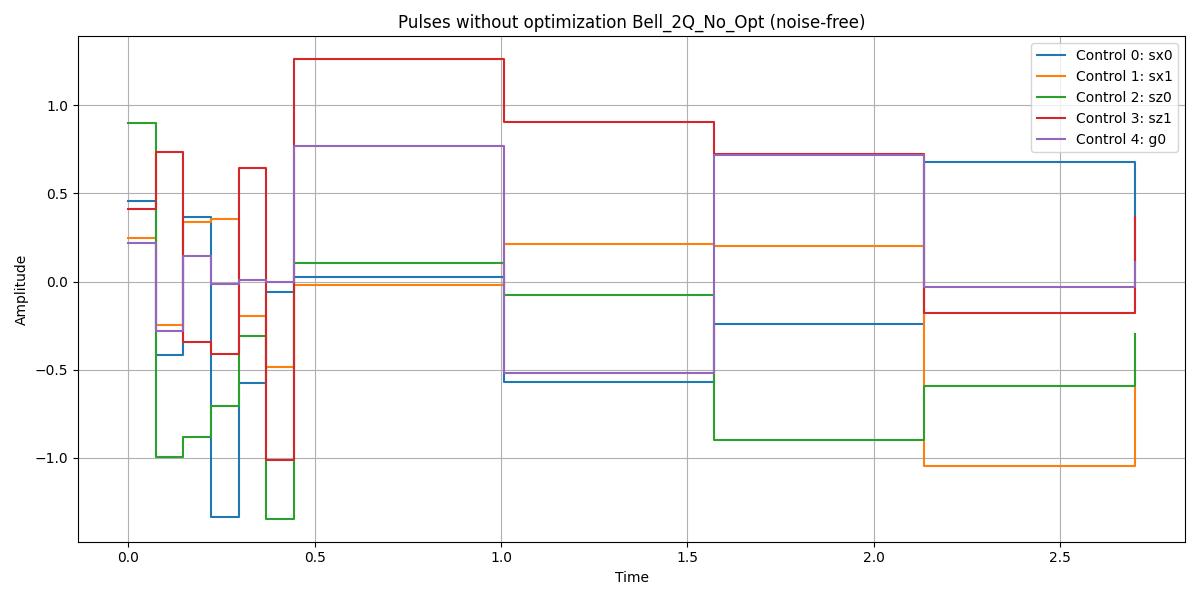 Pulses without optimization Bell_2Q_No_Opt (noise-free)
Control 0: sx0
Control 1: sx1
Control 2: sz0
Control 3: sz1
Control 4: g0
1.0
0.5
0.0
−0.5
−1.0
Amplitude
0.0 0.5 1.0 1.5 2.0 2.5
Time